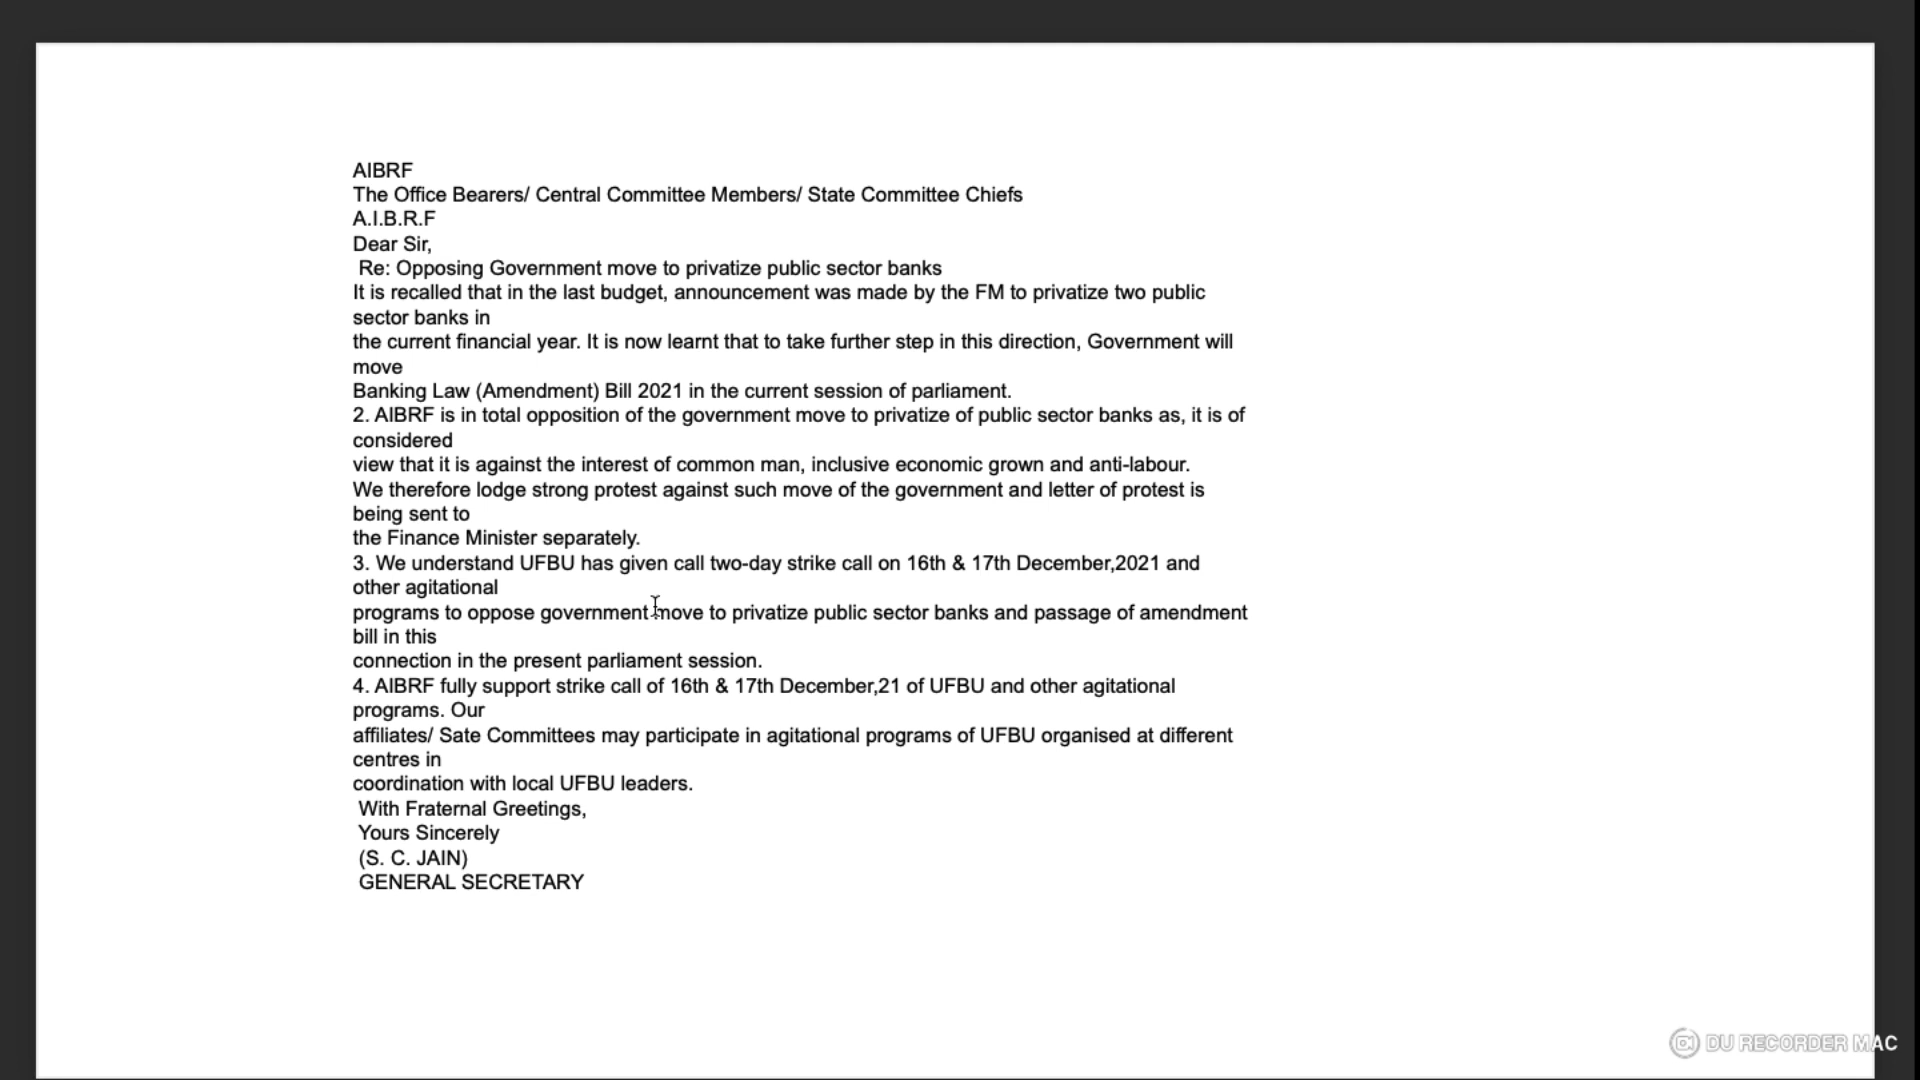 AIBRF
The Office Bearers/ Central Committee Members/ State Committee Chiefs
A.I.B.R.F
Dear Sir,
Re: Opposing Government move to privatize public sector banks
It is recalled that in the last budget, announcement was made by the FM to privatize two public
sector banks in
the current financial year. It is now learnt that to take further step in this direction, Government will
move
Banking Law (Amendment) Bill 2021 in the current session of parliament.
2. AIBRF is in total opposition of the government move to privatize of public sector banks as, it is of
considered
view that it is against the interest of common man, inclusive economic grown and anti-labour.
We therefore lodge strong protest against such move of the government and letter of protest is
being sent to
the Finance Minister separately.
3. We understand UFBU has given call two-day strike call on 16th & 17th December,2021 and
other agitational
programs to oppose government move to privatize public sector banks and passage of amendment
bill in this
connection in the present parliament session.
4. AIBRF fully support strike call of 16th & 17th December,21 of UFBU and other agitational
programs. Our
affiliates/ Sate Committees may participate in agitational programs of UFBU organised at different
centres in
coordination with local UFBU leaders.
With Fraternal Greetings,
Yours Sincerely
(S. C. JAIN)
GENERAL SECRETARY
DU RECORDER MAC